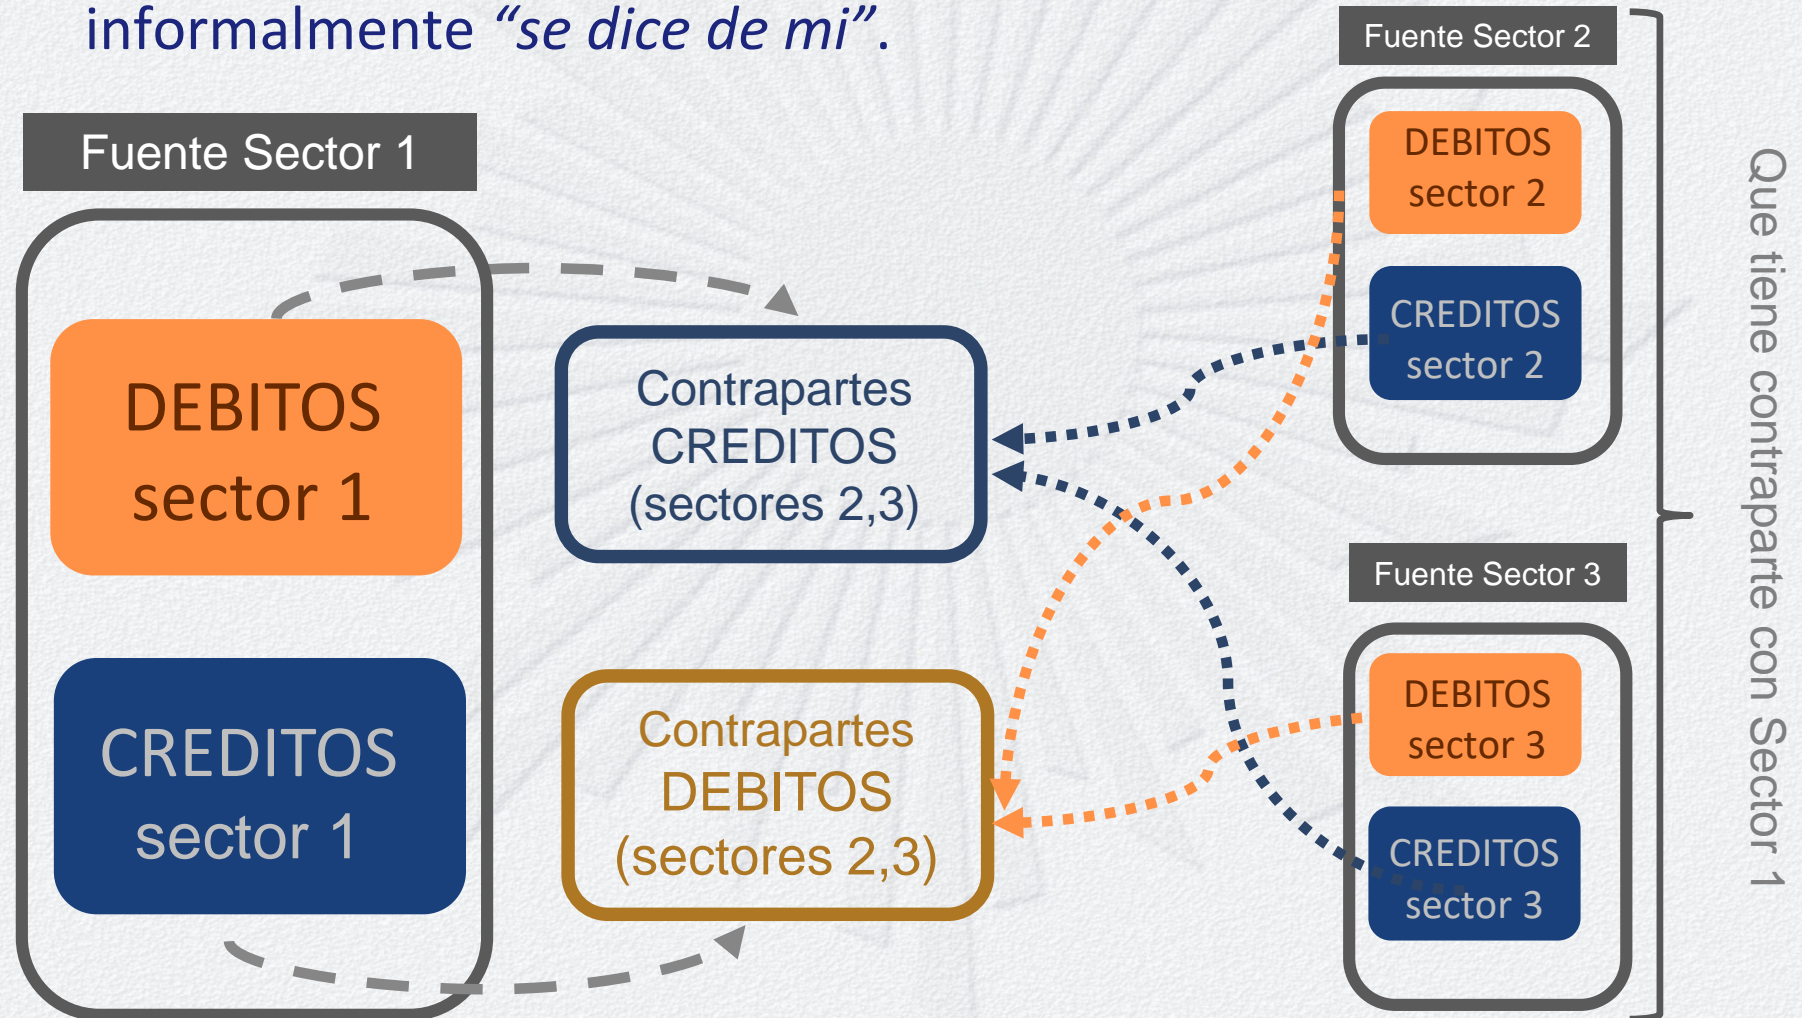 informalmente “se dice de mi”.
Fuente Sector 1
DEBITOS
sector 1
CREDITOS
sector 1
Contrapartes
CREDITOS
(sectores 2,3)
Contrapartes
DEBITOS
(sectores 2,3)
Fuente Sector 2
DEBITOS
sector 2
CREDITOS
sector 2
Fuente Sector 3
DEBITOS
sector 3
CREDITOS
sector 3
Que tiene contraparte con Sector 1